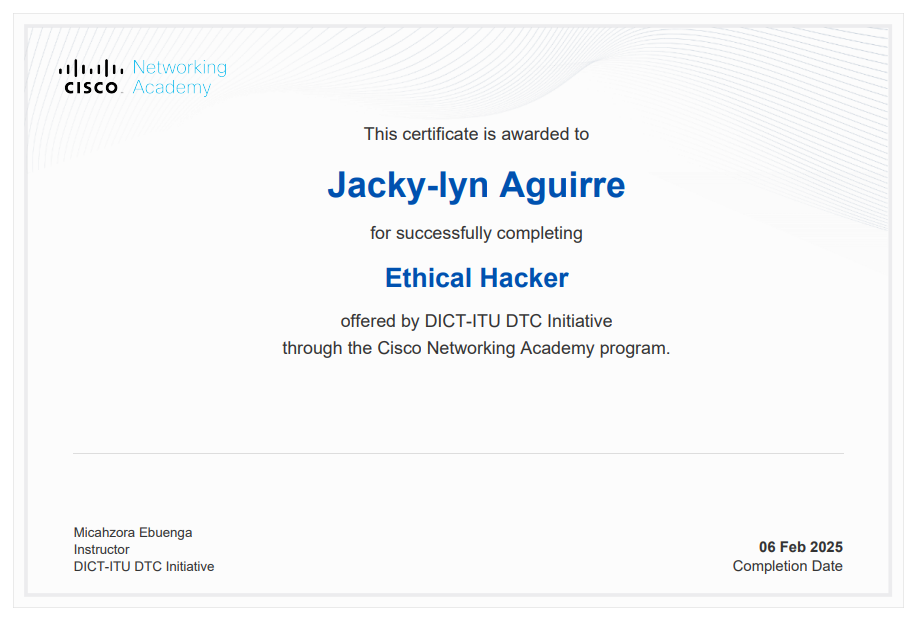 Networking
CISCO. Academy
This certificate is awarded to
Jacky-lyn Aguirre
for successfully completing
Ethical Hacker
offered by DICT-ITU DTC Initiative
through the Cisco Networking Academy program.
Micahzora Ebuenga
Instructor
DICT-ITU DTC Initiative
06 Feb 2025
Completion Date